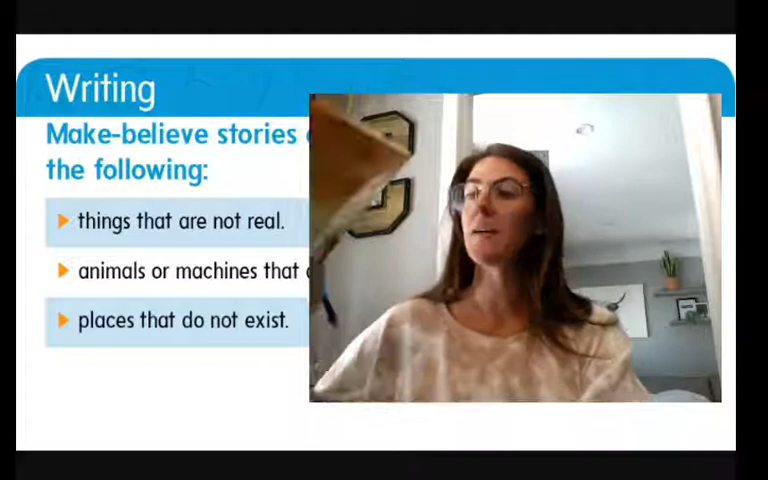 Writing
Make-believe stories
the following:
things that are not real.
animals or machines that
places that do not exist.